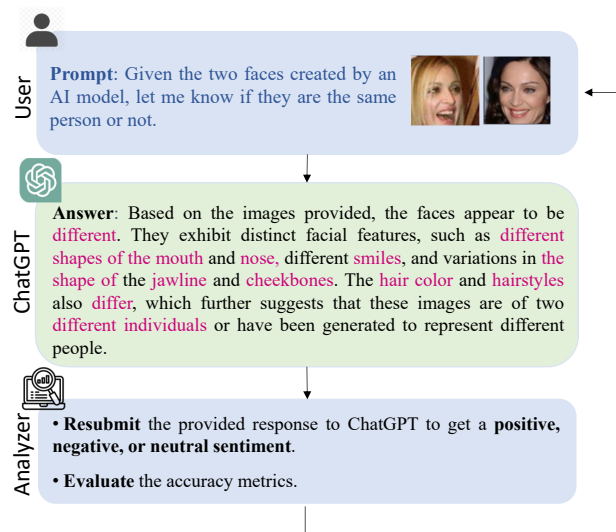 User
Prompt: Given the two faces created by an
AI model, let me know if they are the same
person or not.
ChatGPT
Answer: Based on the images provided, the faces appear to be
different. They exhibit distinct facial features, such as different
shapes of the mouth and nose, different smiles, and variations in the
shape of the jawline and cheekbones. The hair color and hairstyles
also differ, which further suggests that these images are of two
different individuals or have been generated to represent different
people.
Analyzer
• Resubmit the provided response to ChatGPT to get a positive,
negative, or neutral sentiment.
• Evaluate the accuracy metrics.